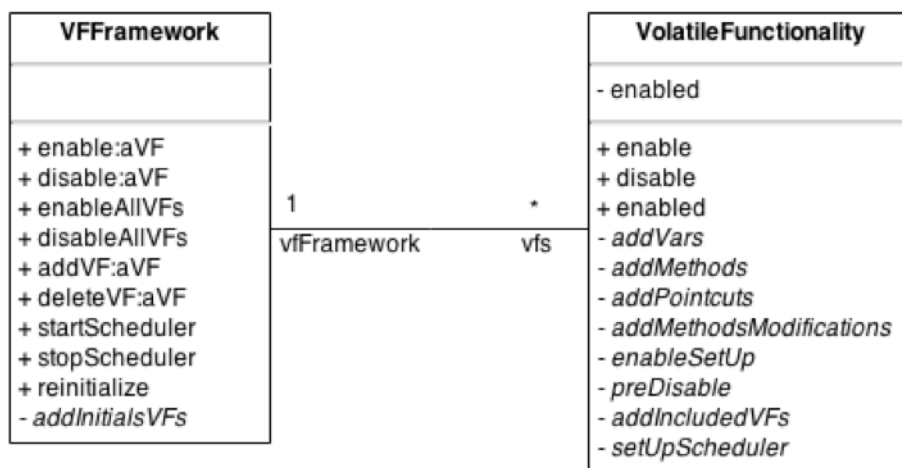 VFFramework
+ enable:aVF
+ disable:aVF
+ enableAllVFs
+ disableAllVFs
+ addVF:aVF
+ deleteVF:aVF
+ startScheduler
+ stopScheduler
+ reinitialize
- addInitialsVFs
1
*
vfFramework
vfs
VolatileFunctionality
- enabled
+ enable
+ disable
+ enabled
- addVars
- addMethods
- addPointcuts
- addMethodsModifications
- enableSetUp
- preDisable
- addIncludedVFs
- setUpScheduler